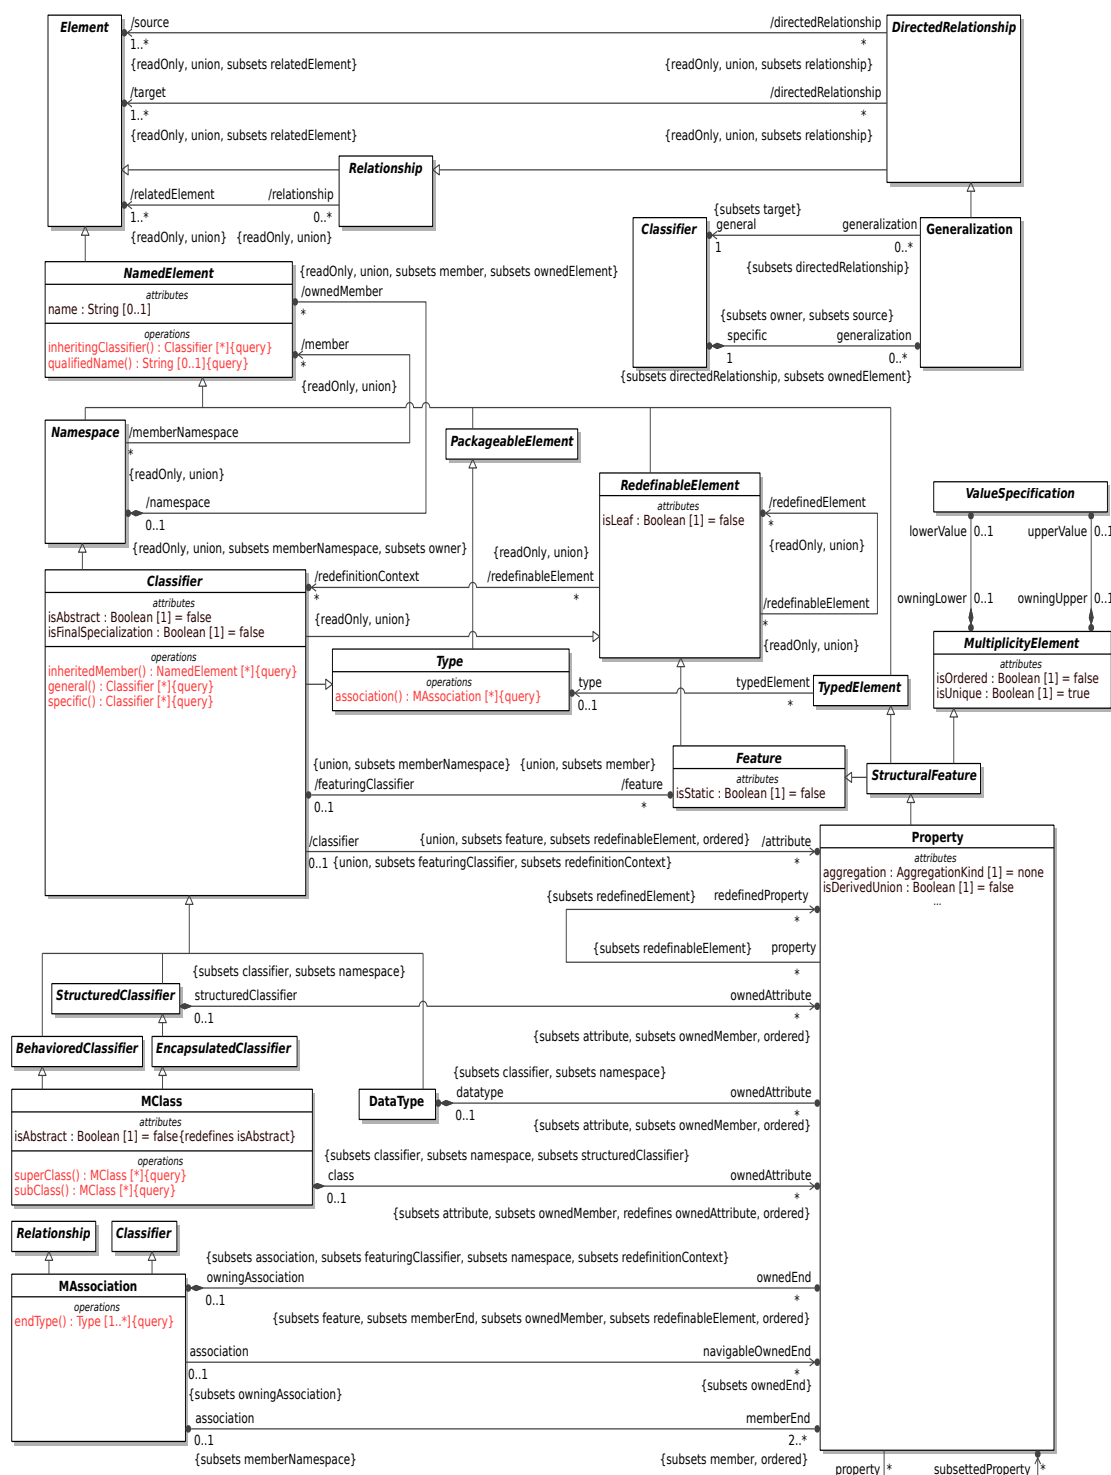 Element
/source
1..*
{readOnly, union, subsets relatedElement}
/directedRelationship
*
{readOnly, union, subsets relationship}
DirectedRelationship
/target
1..*
{readOnly, union, subsets relatedElement}
/directedRelationship
*
{readOnly, union, subsets relationship}
Relationship
/relatedElement
1..*
{readOnly, union}
/relationship
0..*
{readOnly, union}
Classifier
{subsets target}
general
1
generalization
0..*
{subsets directedRelationship}
Generalization
{subsets owner, subsets source}
specific
1
generalization
0..*
{subsets directedRelationship, subsets ownedElement}
NamedElement
attributes
name : String [0..1]
operations
inheritingClassifier() : Classifier [*]{query}
qualifiedName() : String [0..1]{query}
{readOnly, union, subsets member, subsets ownedElement}
/ownedMember
*
/member
*
{readOnly, union}
Namespace
/memberNamespace
*
{readOnly, union}
/namespace
0..1
{readOnly, union, subsets memberNamespace, subsets owner}
PackageableElement
RedefinableElement
attributes
isLeaf : Boolean [1] = false
/redefinedElement
*
{readOnly, union}
/redefinableElement
*
{readOnly, union}
ValueSpecification
lowerValue 0..1
upperValue 0..1
owningLower 0..1
owningUpper 0..1
MultiplicityElement
attributes
isOrdered : Boolean [1] = false
isUnique : Boolean [1] = true
Classifier
attributes
isAbstract : Boolean [1] = false
isFinalSpecialization : Boolean [1] = false
operations
inheritedMember() : NamedElement [*]{query}
general() : Classifier [*]{query}
specific() : Classifier [*]{query}
{readOnly, union}
/redefinitionContext
*
{readOnly, union}
/redefinableElement
*
Type
operations
association() : MAssociation [*]{query}
type
0..1
typedElement
*
TypedElement
Feature
attributes
isStatic : Boolean [1] = false
StructuralFeature
{union, subsets memberNamespace}
/featuringClassifier
0..1
{union, subsets member}
/feature
*
/classifier
0..1
{union, subsets feature, subsets redefinableElement, ordered}
/attribute
*
{union, subsets featuringClassifier, subsets redefinitionContext}
Property
attributes
aggregation : AggregationKind [1] = none
isDerivedUnion : Boolean [1] = false
...
{subsets redefinedElement}
redefinedProperty
*
{subsets redefinableElement}
property
*
StructuredClassifier
{subsets classifier, subsets namespace}
structuredClassifier
0..1
ownedAttribute
*
{subsets attribute, subsets ownedMember, ordered}
BehavioredClassifier
EncapsulatedClassifier
DataType
{subsets classifier, subsets namespace}
datatype
0..1
ownedAttribute
*
{subsets attribute, subsets ownedMember, ordered}
MClass
attributes
isAbstract : Boolean [1] = false{redefines isAbstract}
operations
superClass() : MClass [*]{query}
subClass() : MClass [*]{query}
{subsets classifier, subsets namespace, subsets structuredClassifier}
class
0..1
ownedAttribute
*
{subsets attribute, subsets ownedMember, redefines ownedAttribute, ordered}
Relationship
Classifier
MAssociation
operations
endType() : Type [1..*]{query}
{subsets association, subsets featuringClassifier, subsets namespace, subsets redefinitionContext}
owningAssociation
0..1
ownedEnd
*
{subsets feature, subsets memberEnd, subsets ownedMember, subsets redefinableElement, ordered}
association
0..1
{subsets owningAssociation}
navigableOwnedEnd
*
{subsets ownedEnd}
association
0..1
{subsets memberNamespace}
memberEnd
2..*
{subsets member, ordered}
property *
subsettedProperty *